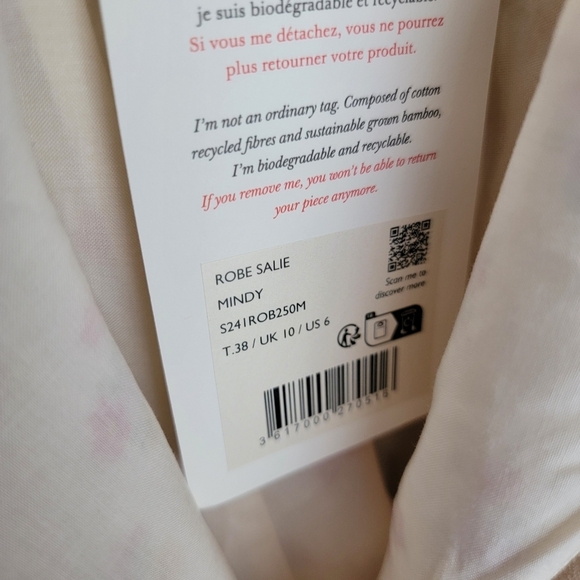 je suis biodégradable et recyclable.
Si vous me détachez, vous ne pourrez
plus retourner votre produit.
I'm not an ordinary tag. Composed of cotton
recycled fibres and sustainable grown bamboo,
I'm biodegradable and recyclable.
If you remove me, you won't be able to return
your piece anymore.
ROBE SALIE
MINDY
S241ROB250M
T.38 / UK 10 / US 6
Scan me to
discover more
3 617000 270518